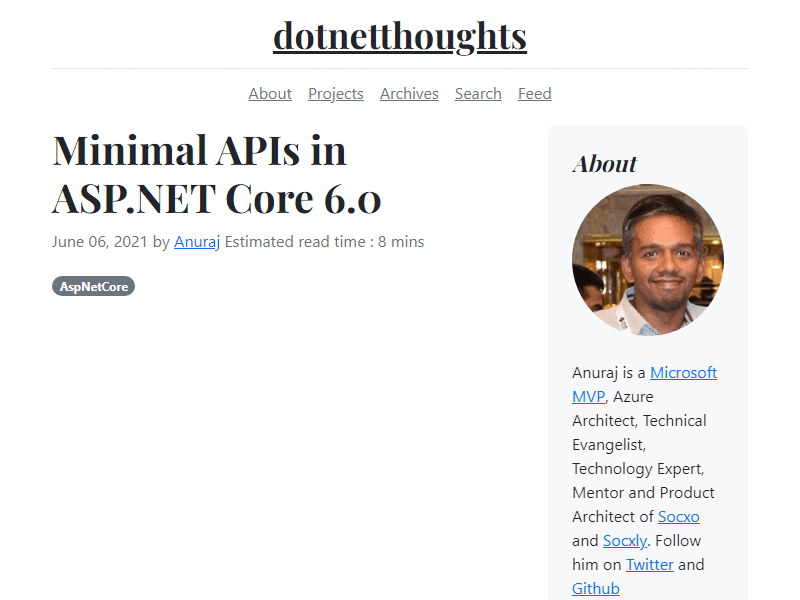 dotnetthoughts
About Projects Archives Search Feed
Minimal APIs in
ASP.NET Core 6.0
June 06, 2021 by Anuraj Estimated read time : 8 mins
AspNetCore
About
Anuraj is a Microsoft
MVP, Azure
Architect, Technical
Evangelist,
Technology Expert,
Mentor and Product
Architect of Socxo
and Socxly. Follow
him on Twitter and
Github